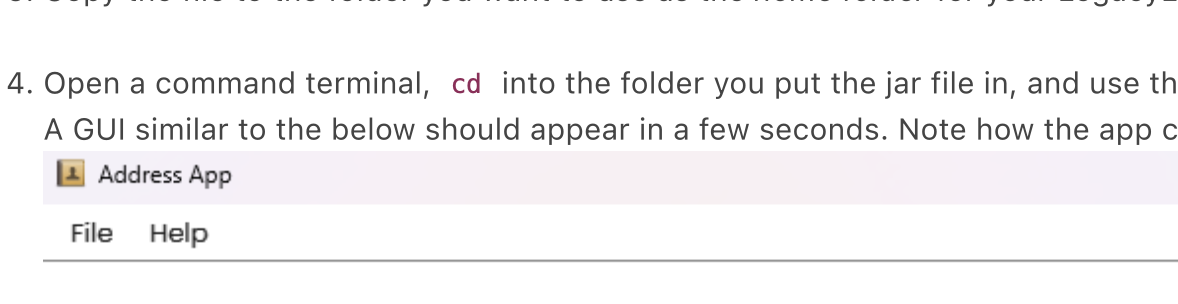 4. Open a command terminal, cd into the folder you put the jar file in, and use th
A GUI similar to the below should appear in a few seconds. Note how the app c
Address App
File Help